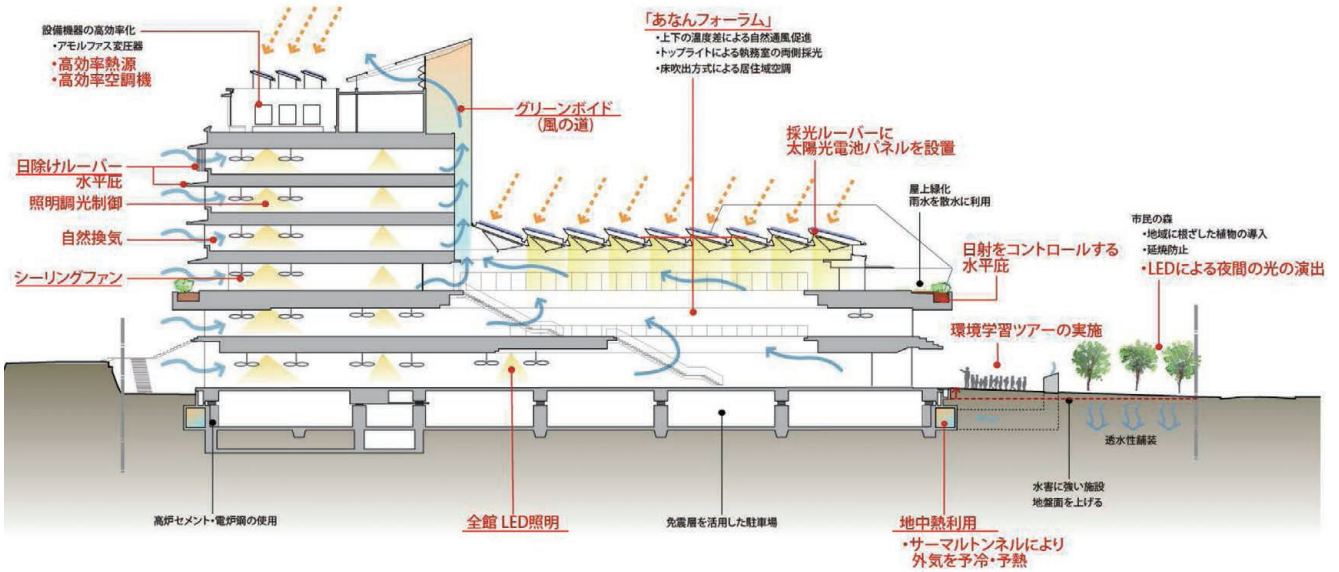 設備機器の高効率化
・アモルファス変圧器
・高効率熱源
・高効率空調機
「あなんフォーラム」
・上下の温度差による自然通風促進
・トップライトによる執務室の両側採光
・床吹出方式による居住域空調
グリーンボイド
(風の道)
採光ルーバーに
太陽光電池パネルを設置
日除けルーバー
水平庇
照明調光制御
自然換気
シーリングファン
屋上緑化
雨水を散水に利用
日射をコントロールする
水平庇
市民の森
・地域に根ざした植物の導入
・延焼防止
・LEDによる夜間の光の演出
環境学習ツアーの実施
透水性舗装
水害に強い施設
地盤面を上げる
高炉セメント・電炉鋼の使用
全館 LED照明
免震層を活用した駐車場
地中熱利用
・サーマルトンネルにより
外気を予冷・予熱